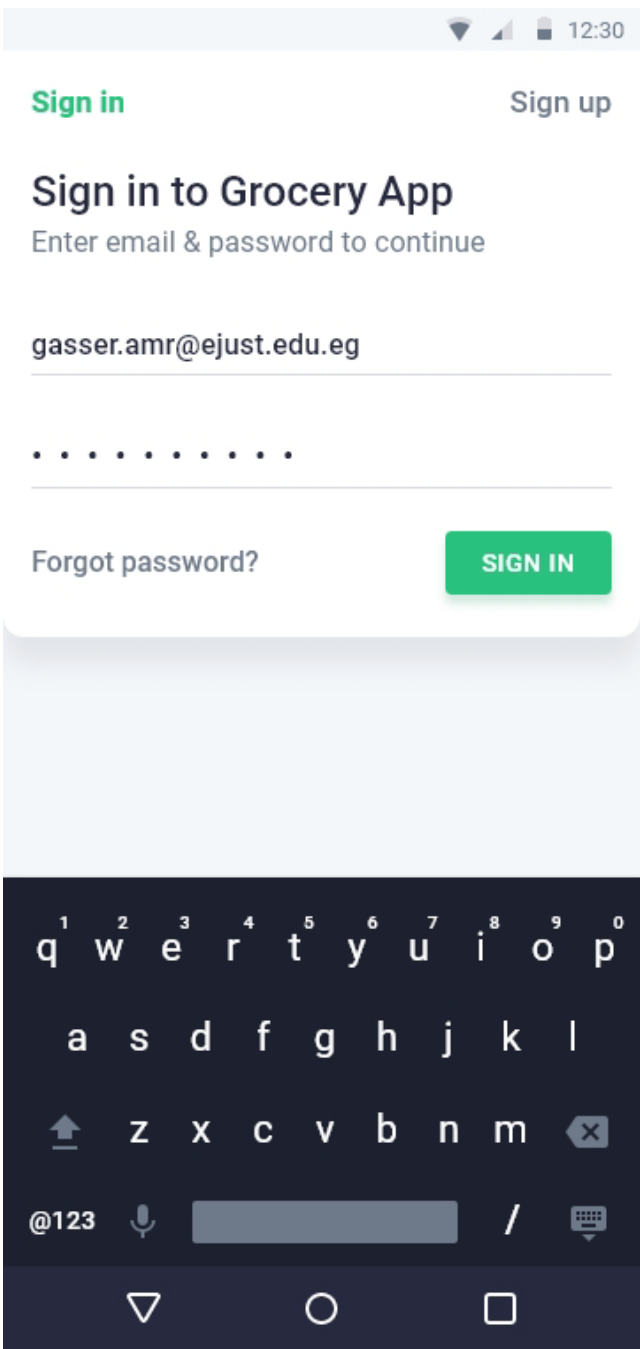 12:30
Sign in Sign up
Sign in to Grocery App
Enter email & password to continue
gasser.amr@ejust.edu.eg
• • • • • • • • • •
Forgot password? SIGN IN
1 2 3 4 5 6 7 8 9 0
q w e r t y u i o p
a s d f g h j k l
z x c v b n m
@123 /